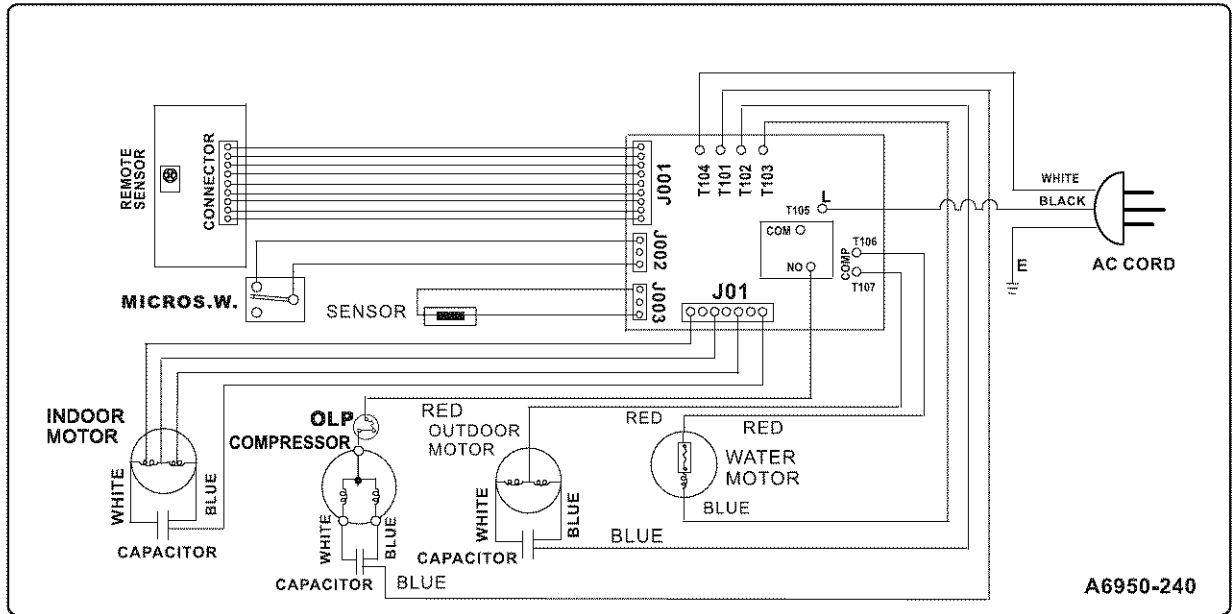 REMOTE SENSOR
CONNECTOR
J001
T104
T101
T102
T103
WHITE
BLACK
AC CORD
E
L
T105
COM
NO
T106
COMP
T107
J002
J003
J01
MICROS.W.
SENSOR
INDOOR MOTOR
WHITE
BLUE
CAPACITOR
OLP
COMPRESSOR
WHITE
BLUE
CAPACITOR
BLUE
RED
OUTDOOR MOTOR
WHITE
BLUE
CAPACITOR
BLUE
RED
RED
WATER MOTOR
BLUE
A6950-240